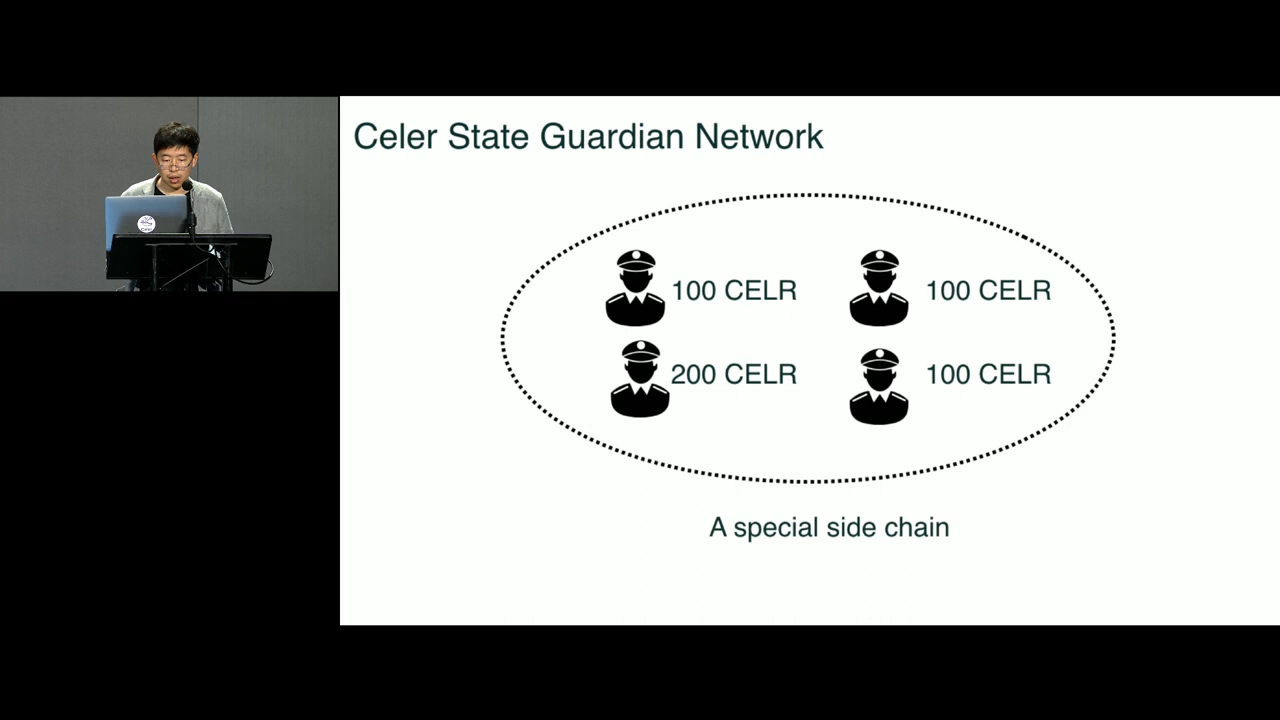 Celer State Guardian Network
100 CELR
100 CELR
200 CELR
100 CELR
A special side chain